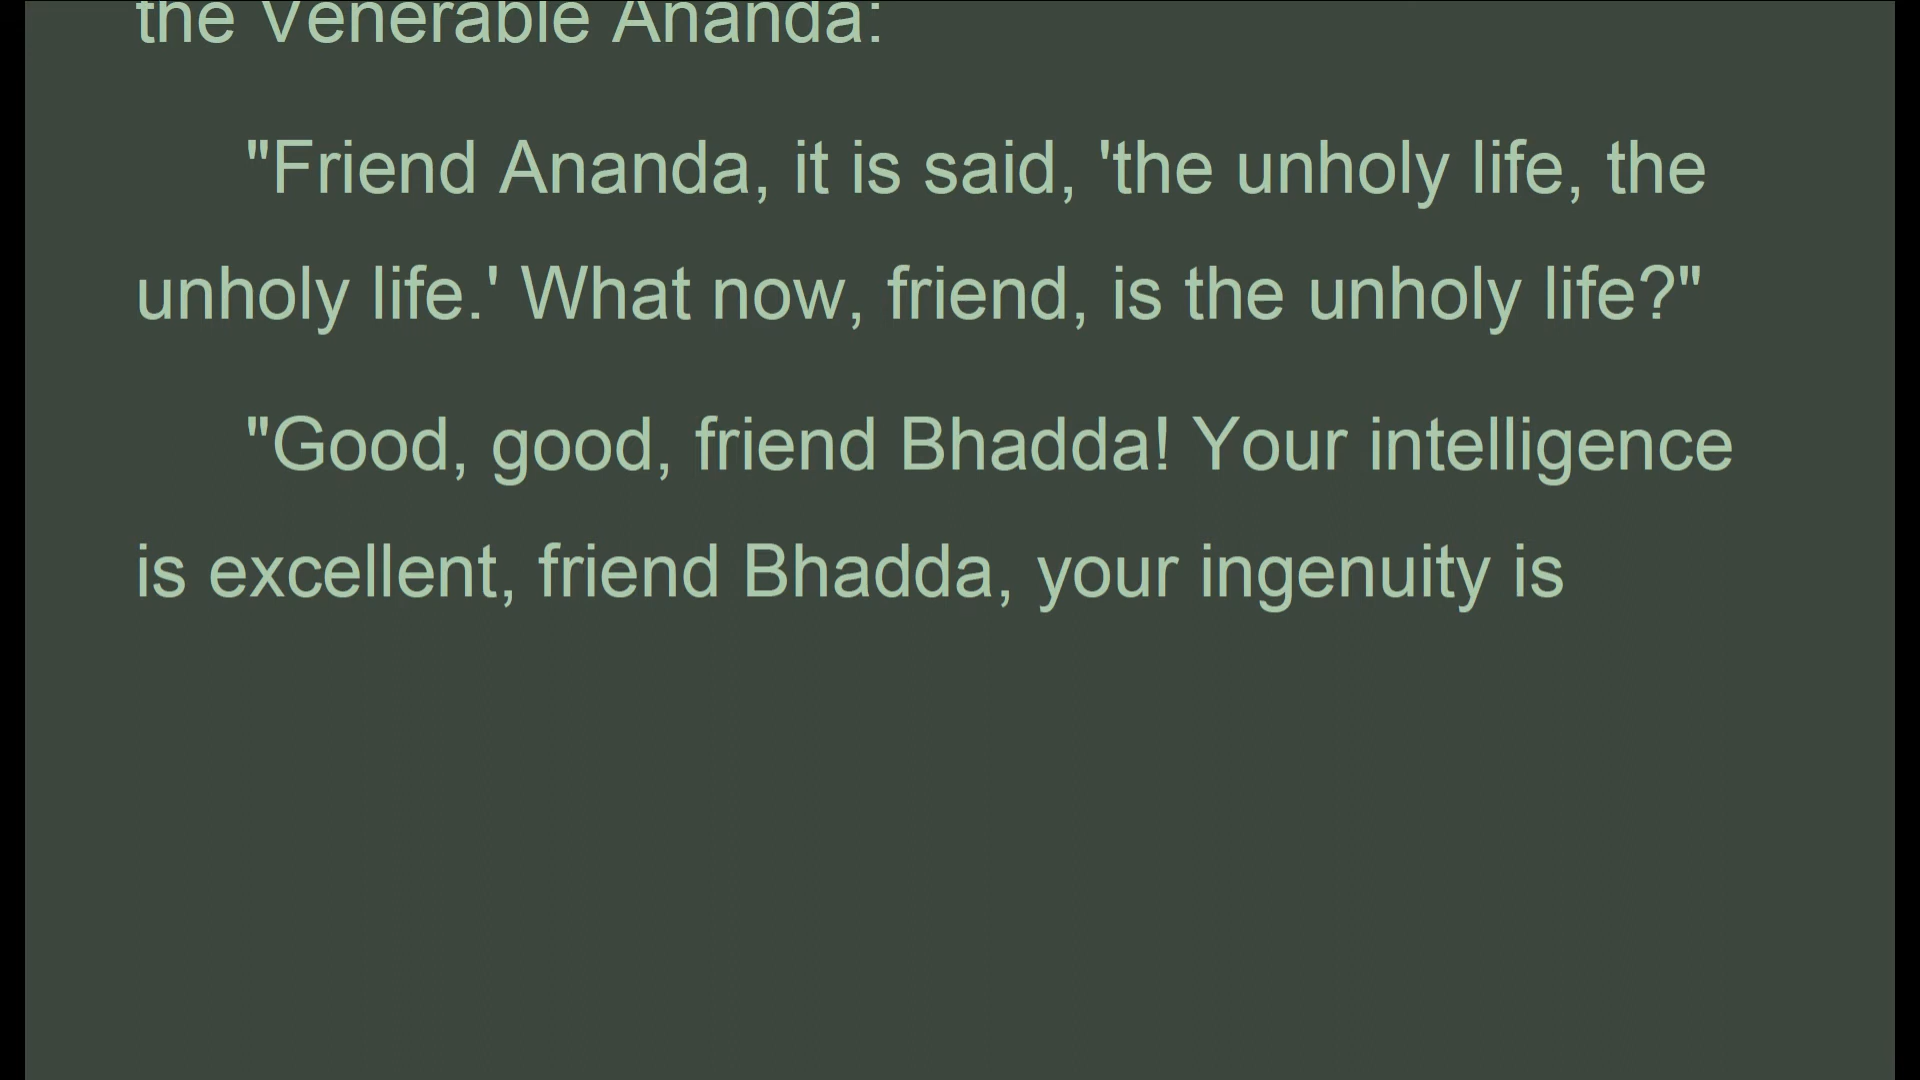 the Venerable Ananda:
"Friend Ananda, it is said, 'the unholy life, the
unholy life.' What now, friend, is the unholy life?"
"Good, good, friend Bhadda! Your intelligence
is excellent, friend Bhadda, your ingenuity is